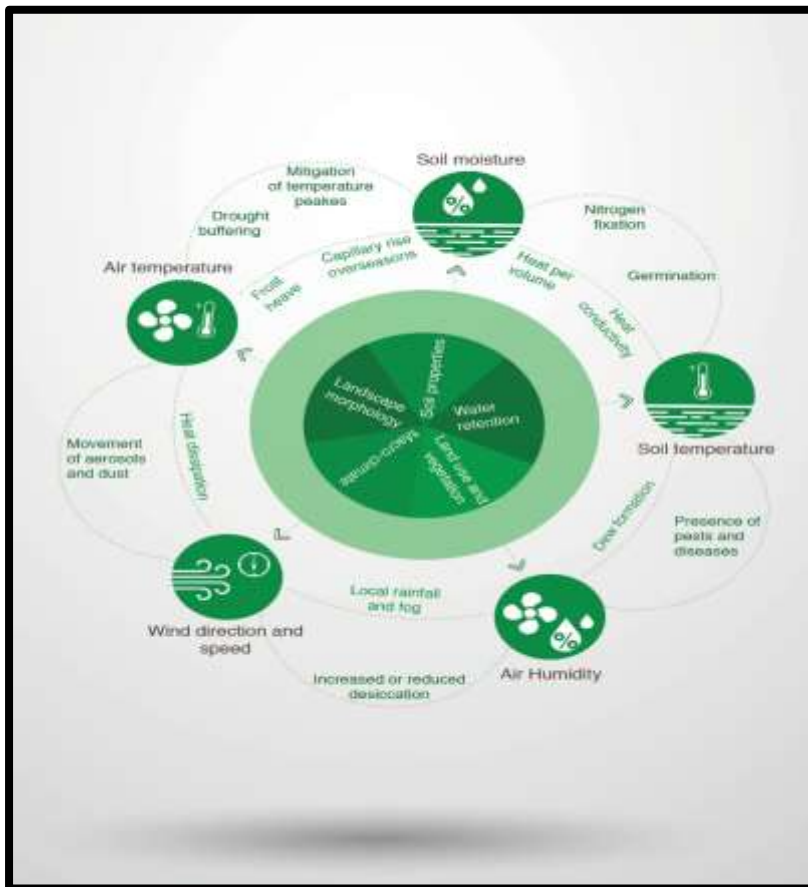 Soil moisture
%
Mitigation
of temperature
peakes
Drought
buffering
Nitrogen
fixation
Capillary rise
overseasons
Heat per
volume
Air temperature
Frost
heave
Germination
Heat
conductivity
+
+
Soil properties
Landscape
morphology
Water
retention
Macro-climate
Land use and
vegetation
Heat dissipation
Movement
of aerosols
and dust
Soil temperature
Dew formation
Presence of
pests and
diseases
Local rainfall
and fog
%
Wind direction and
speed
Air Humidity
Increased or reduced
desiccation